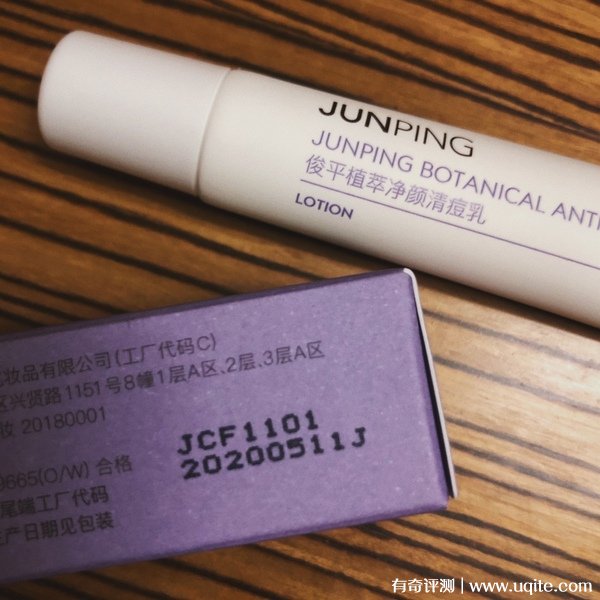 JUNPING
JUNPING BOTANICAL
俊平植萃净颜清痘乳
LOTION
妆品有限公司(工厂代码C)
区兴贤路1151号8幢1层A区、2层、3层A区
妆 20180001
9665(O/W) 合格
尾端工厂代码
生产日期见包装
JCF1101
20200511J
有奇评测 | www.uqite.com